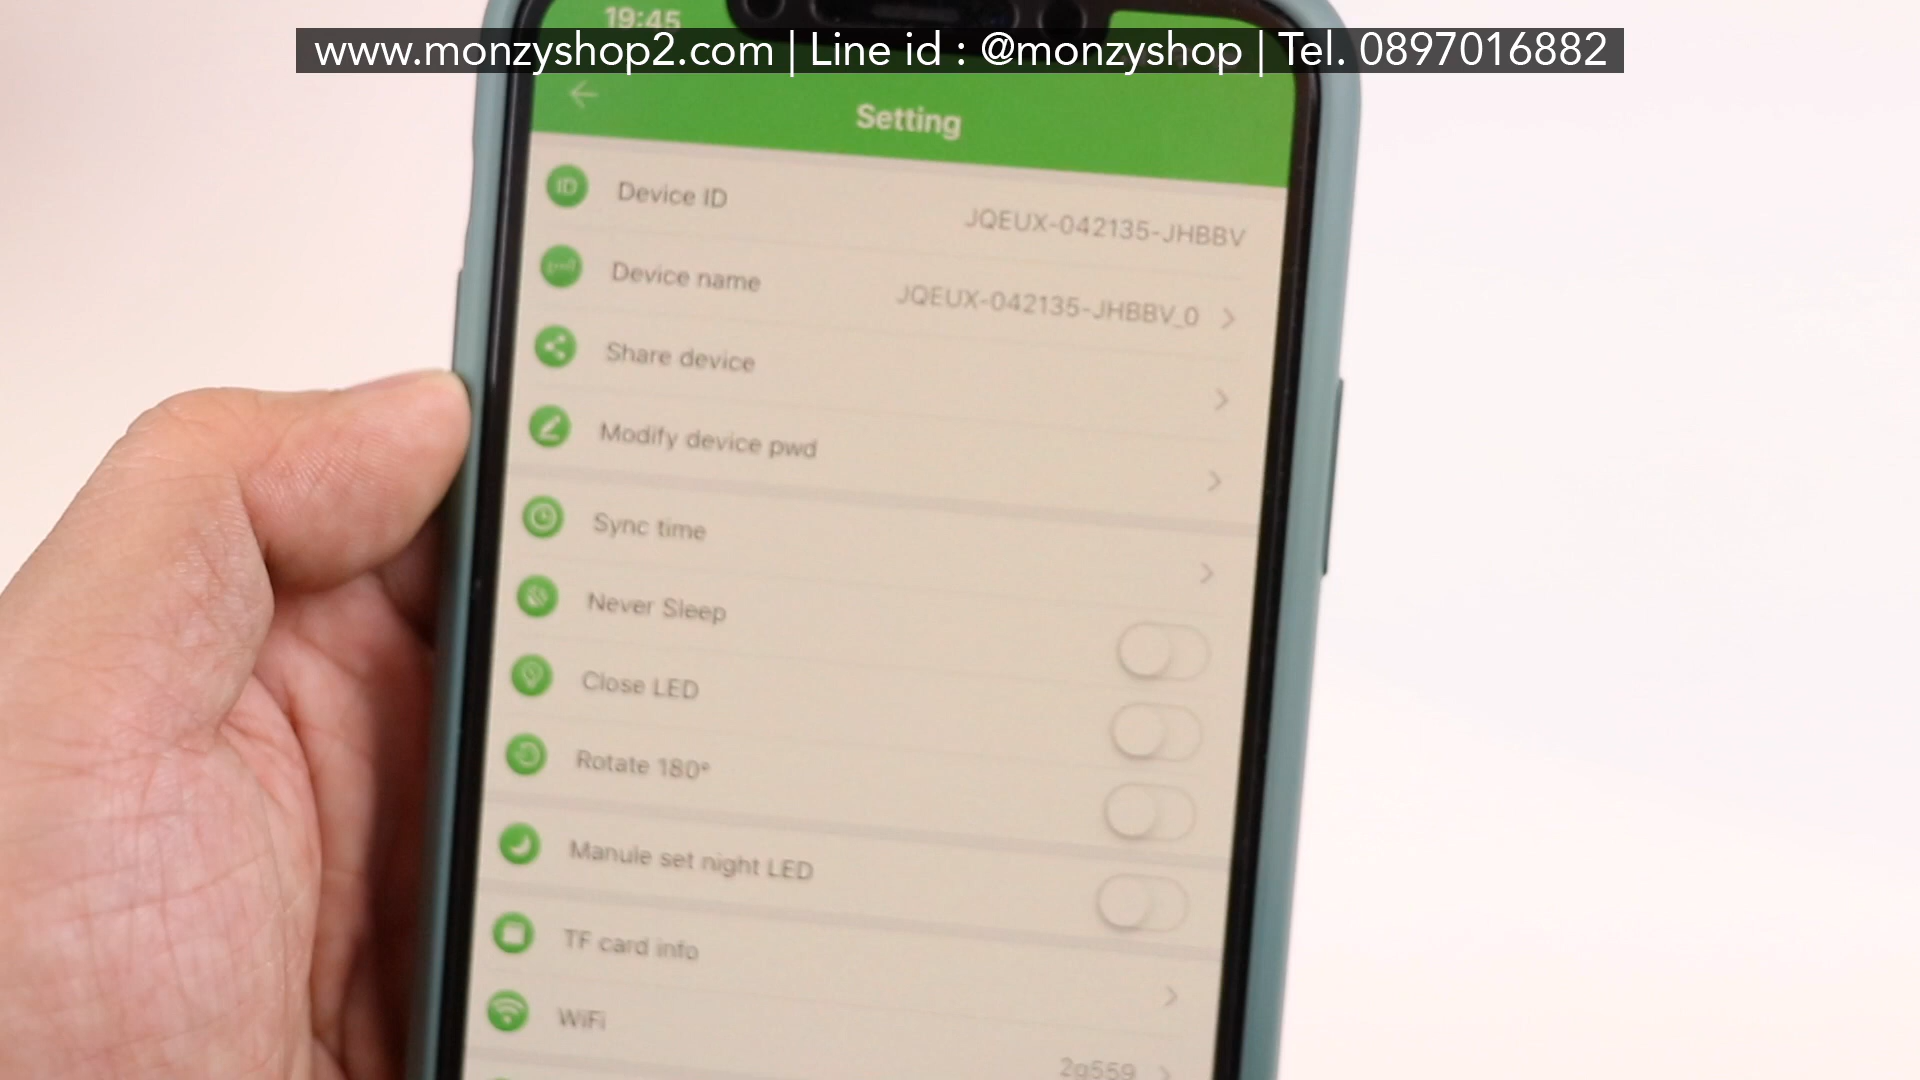 19:45
www.monzyshop2.com | Line id : @monzyshop | Tel. 0897016882
Setting
ID Device ID JQEUX-042135-JHBBV
Device name JQEUX-042135-JHBBV_0
Share device
Modify device pwd
Sync time
Never Sleep
Close LED
Rotate 180°
Manule set night LED
TF card info
WiFi 2g559